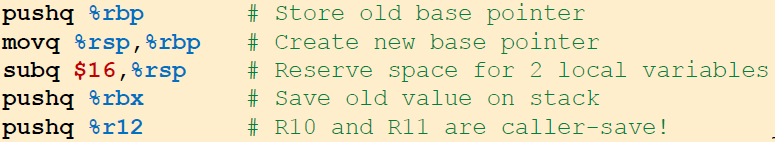 pushq %rbp # Store old base pointer
movq %rsp,%rbp # Create new base pointer
subq $16,%rsp # Reserve space for 2 local variables
pushq %rbx # Save old value on stack
pushq %r12 # R10 and R11 are caller-save!